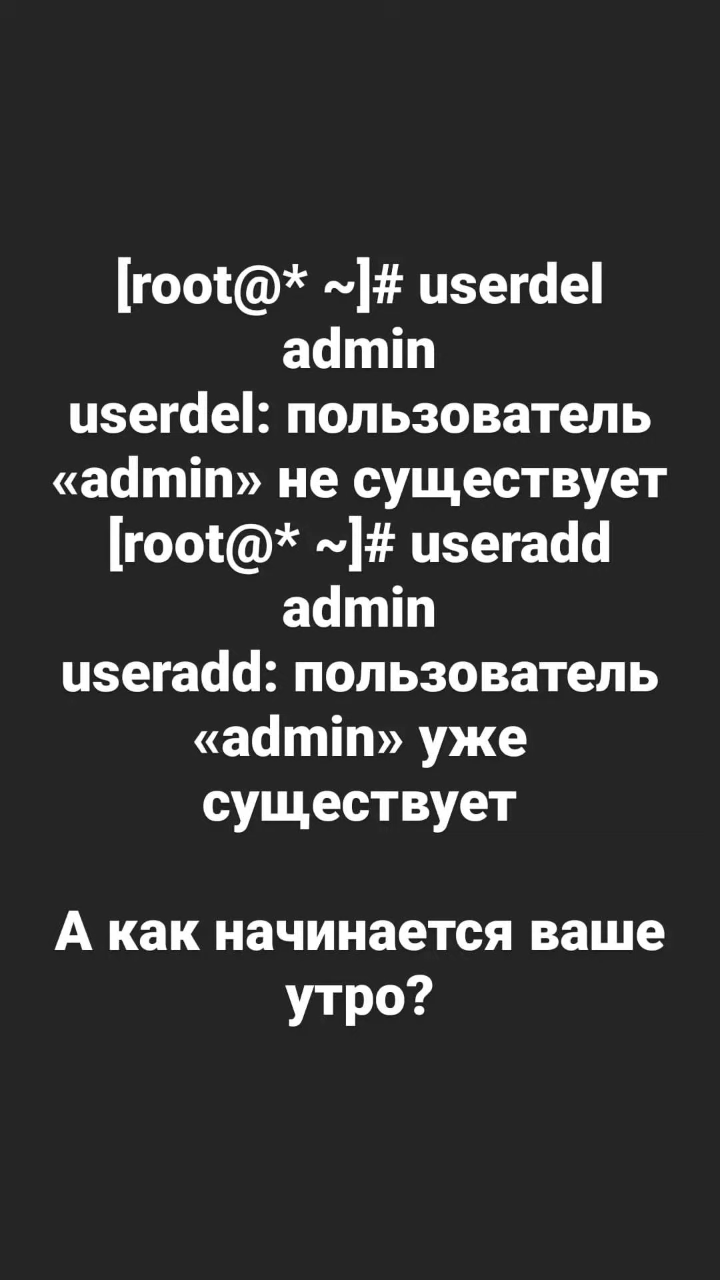 [root@* ~]# userdel
admin
userdel: пользователь
«admin» не существует
[root@* ~]# useradd
admin
useradd: пользователь
«admin» уже
существует
А как начинается ваше
утро?